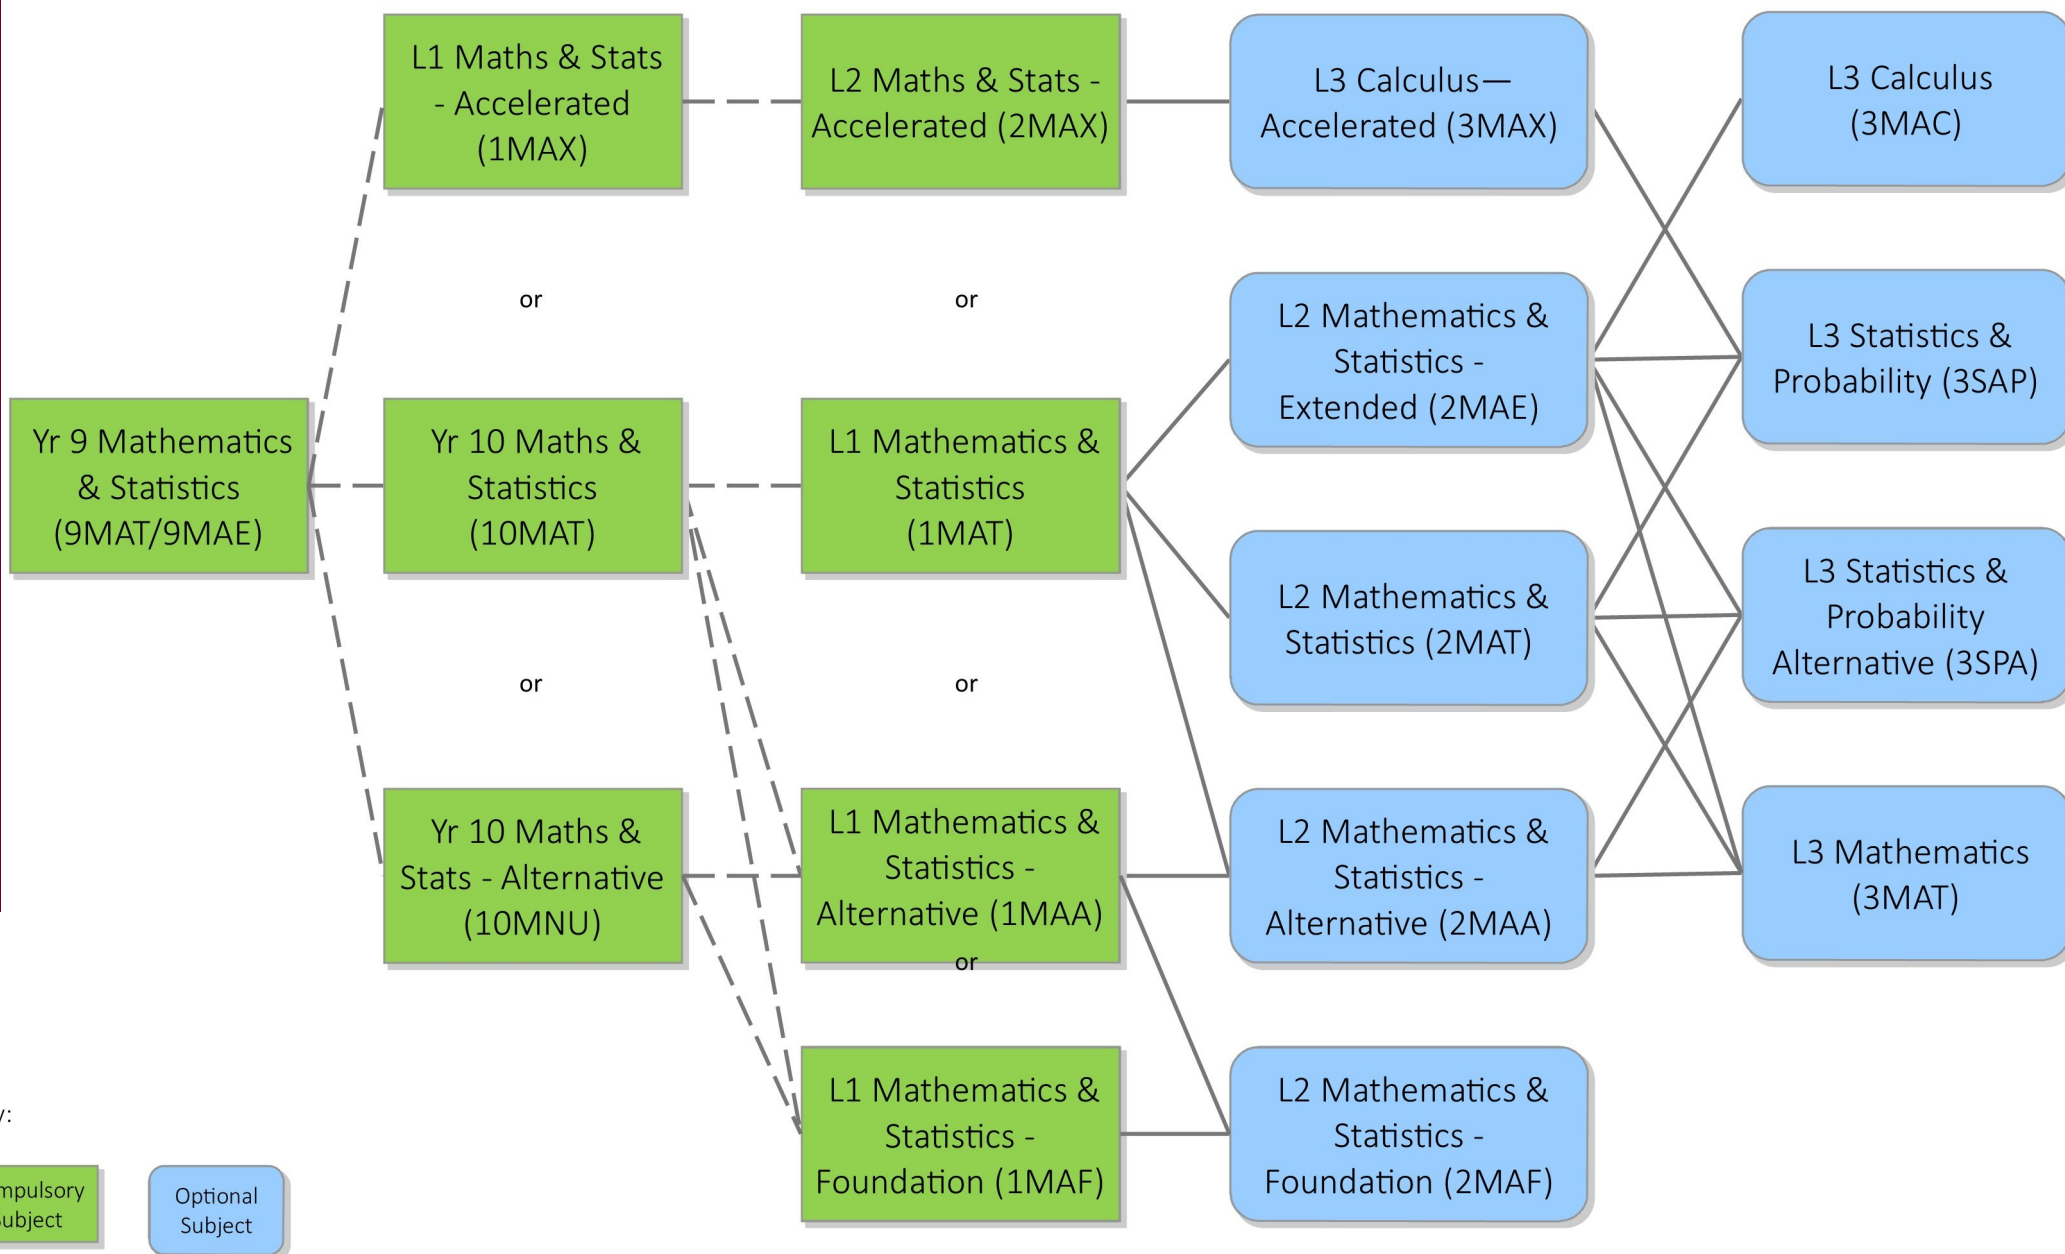 L1 Maths & Stats
- Accelerated
(1MAX)
L2 Maths & Stats -
Accelerated (2MAX)
L3 Calculus—
Accelerated (3MAX)
L3 Calculus
(3MAC)
or
or
L2 Mathematics &
Statistics -
Extended (2MAE)
L3 Statistics &
Probability (3SAP)
Yr 9 Mathematics
& Statistics
(9MAT/9MAE)
Yr 10 Maths &
Statistics
(10MAT)
L1 Mathematics &
Statistics
(1MAT)
L2 Mathematics &
Statistics (2MAT)
L3 Statistics &
Probability
Alternative (3SPA)
or
or
Yr 10 Maths &
Stats - Alternative
(10MNU)
L1 Mathematics &
Statistics -
Alternative (1MAA)
or
L2 Mathematics &
Statistics -
Alternative (2MAA)
L3 Mathematics
(3MAT)
L1 Mathematics &
Statistics -
Foundation (1MAF)
L2 Mathematics &
Statistics -
Foundation (2MAF)
y:
mpulsory
ubject
Optional
Subject